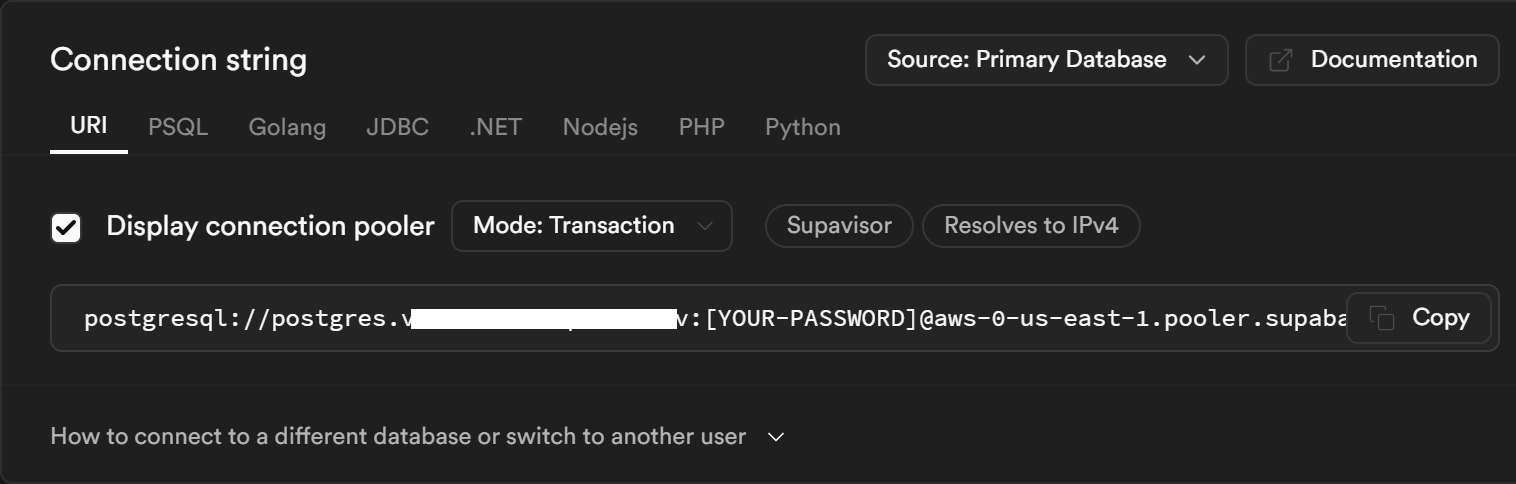 Connection string
Source: Primary Database
Documentation
URI PSQL Golang JDBC .NET Nodejs PHP Python
Display connection pooler
Mode: Transaction
Supavisor
Resolves to IPv4
postgresql://postgres.v v:[YOUR-PASSWORD]@aws-0-us-east-1.pooler.supaba
Copy
How to connect to a different database or switch to another user